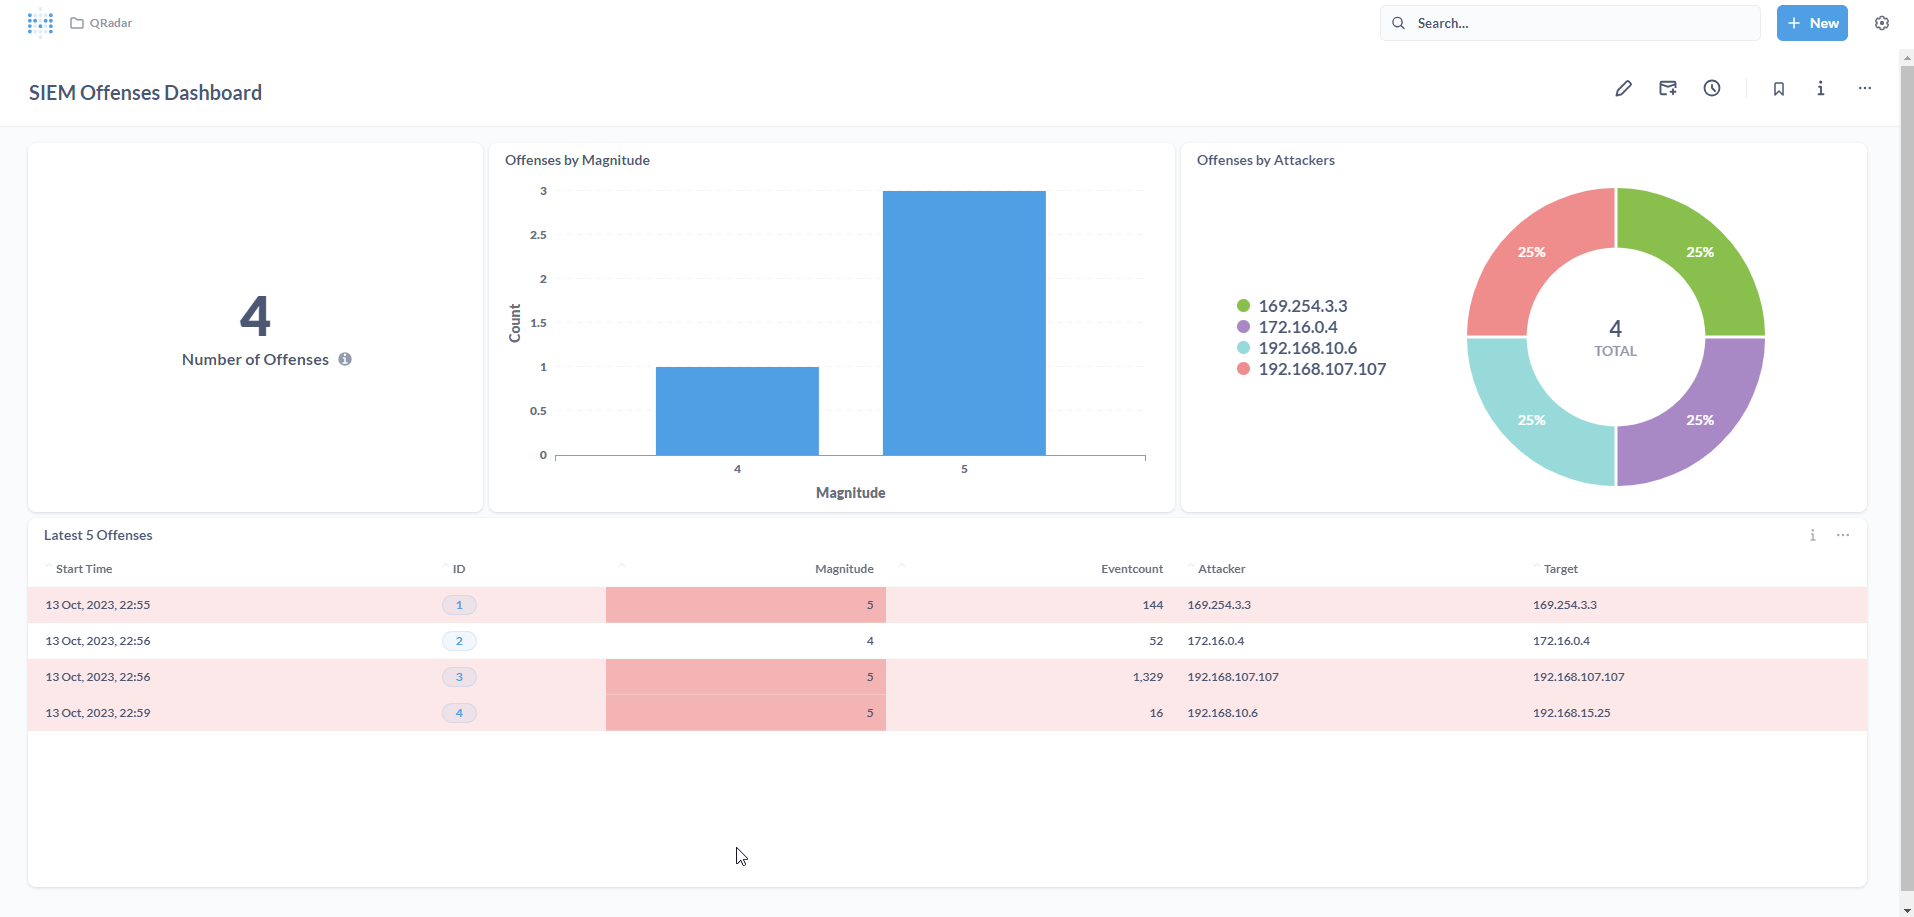 QRadar
Search...
+ New
SIEM Offenses Dashboard
4
Number of Offenses
Offenses by Magnitude
3
2.5
2
1.5
1
0.5
0
Count
4 5
Magnitude
Offenses by Attackers
169.254.3.3
172.16.0.4
192.168.10.6
192.168.107.107
25% 25%
4
TOTAL
25% 25%
Latest 5 Offenses
Start Time ID Magnitude Eventcount Attacker Target
13 Oct, 2023, 22:55 1 5 144 169.254.3.3 169.254.3.3
13 Oct, 2023, 22:56 2 4 52 172.16.0.4 172.16.0.4
13 Oct, 2023, 22:56 3 5 1,329 192.168.107.107 192.168.107.107
13 Oct, 2023, 22:59 4 5 16 192.168.10.6 192.168.15.25